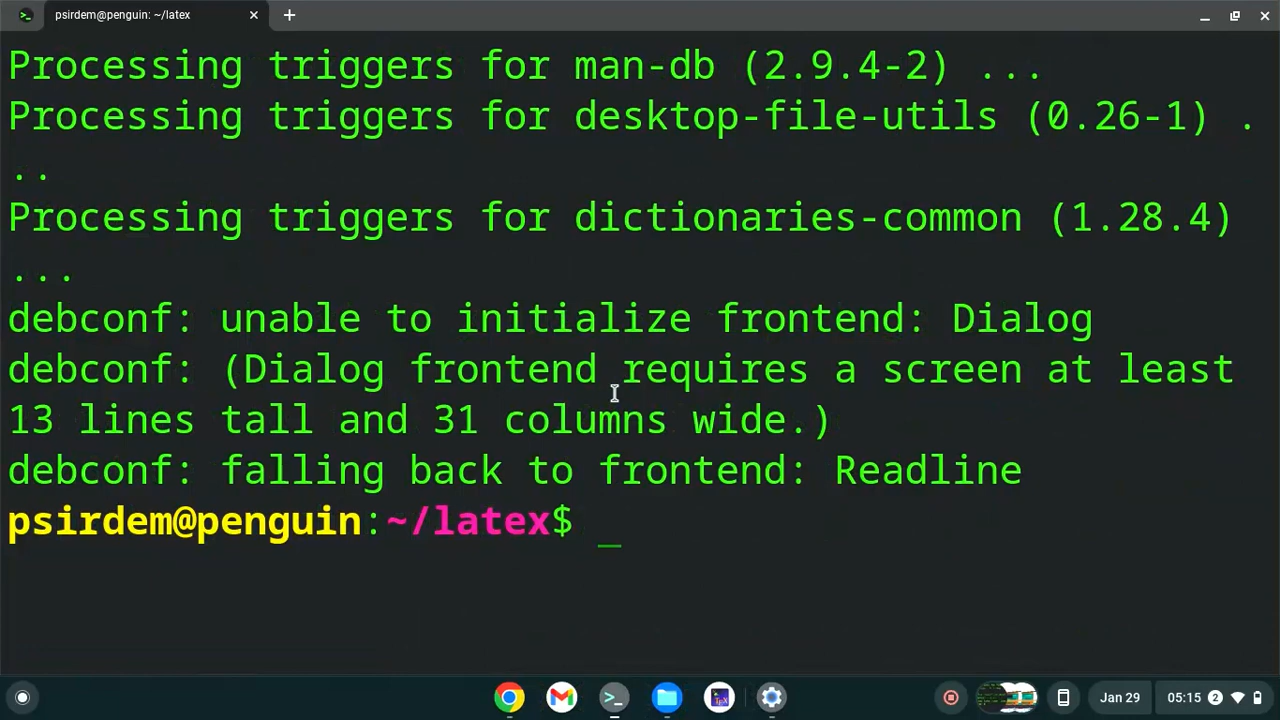 psirdem@penguin: ~/latex
Processing triggers for man-db (2.9.4-2) ...
Processing triggers for desktop-file-utils (0.26-1) .
..
Processing triggers for dictionaries-common (1.28.4)
...
debconf: unable to initialize frontend: Dialog
debconf: (Dialog frontend requires a screen at least
13 lines tall and 31 columns wide.)
debconf: falling back to frontend: Readline
psirdem@penguin:~/latex$ _
Jan 29 05:15 2